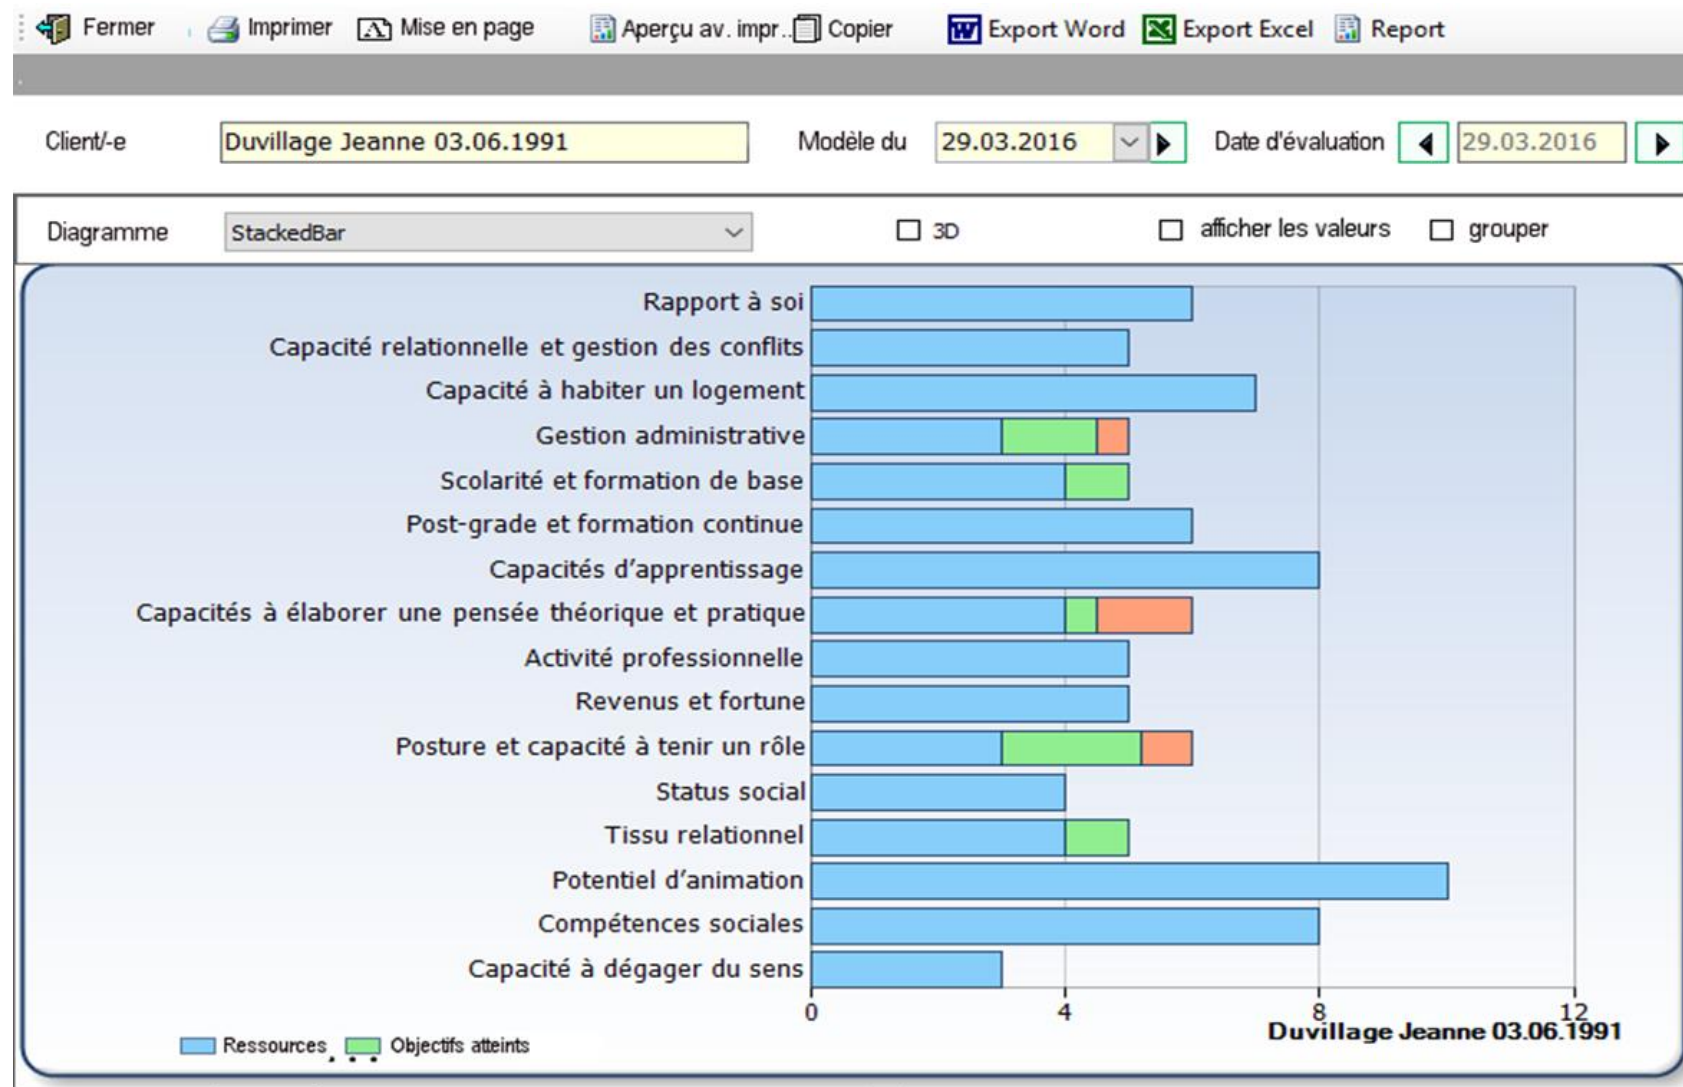 Fermer Imprimer Mise en page Aperçu av. impr.. Copier Export Word Export Excel Report
Client/-e Duvillage Jeanne 03.06.1991 Modèle du 29.03.2016 Date d'évaluation 29.03.2016
Diagramme StackedBar 3D afficher les valeurs grouper
Rapport à soi
Capacité relationnelle et gestion des conflits
Capacité à habiter un logement
Gestion administrative
Scolarité et formation de base
Post-grade et formation continue
Capacités d'apprentissage
Capacités à élaborer une pensée théorique et pratique
Activité professionnelle
Revenus et fortune
Posture et capacité à tenir un rôle
Status social
Tissu relationnel
Potentiel d'animation
Compétences sociales
Capacité à dégager du sens
0 4 8 12
Duvillage Jeanne 03.06.1991
Ressources Objectifs atteints